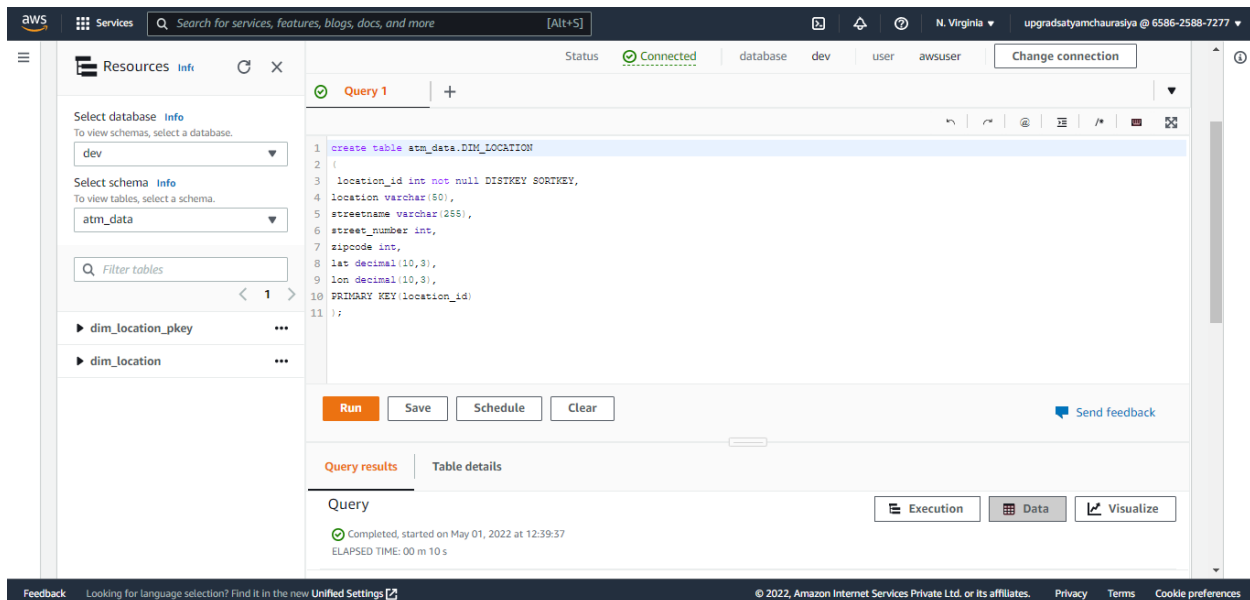 aws Services Search for services, features, blogs, docs, and more [Alt+S] N. Virginia ▼ upgradsatyamchaurasiya @ 6586-2588-7277 ▼
Resources Info
Status Connected database dev user awsuser Change connection
Query 1 +
Select database Info
To view schemas, select a database.
dev
Select schema Info
To view tables, select a schema.
atm_data
Filter tables
< 1 >
dim_location_pkey •••
dim_location •••
1 create table atm_data.DIM_LOCATION
2 (
3 location_id int not null DISTKEY SORTKEY,
4 location varchar(50),
5 streetname varchar(255),
6 street_number int,
7 zipcode int,
8 lat decimal(10,3),
9 lon decimal(10,3),
10 PRIMARY KEY(location_id)
11 );
Run Save Schedule Clear
Send feedback
Query results Table details
Query
Execution Data Visualize
Completed, started on May 01, 2022 at 12:39:37
ELAPSED TIME: 00 m 10 s
Feedback Looking for language selection? Find it in the new Unified Settings © 2022, Amazon Internet Services Private Ltd. or its affiliates. Privacy Terms Cookie preferences